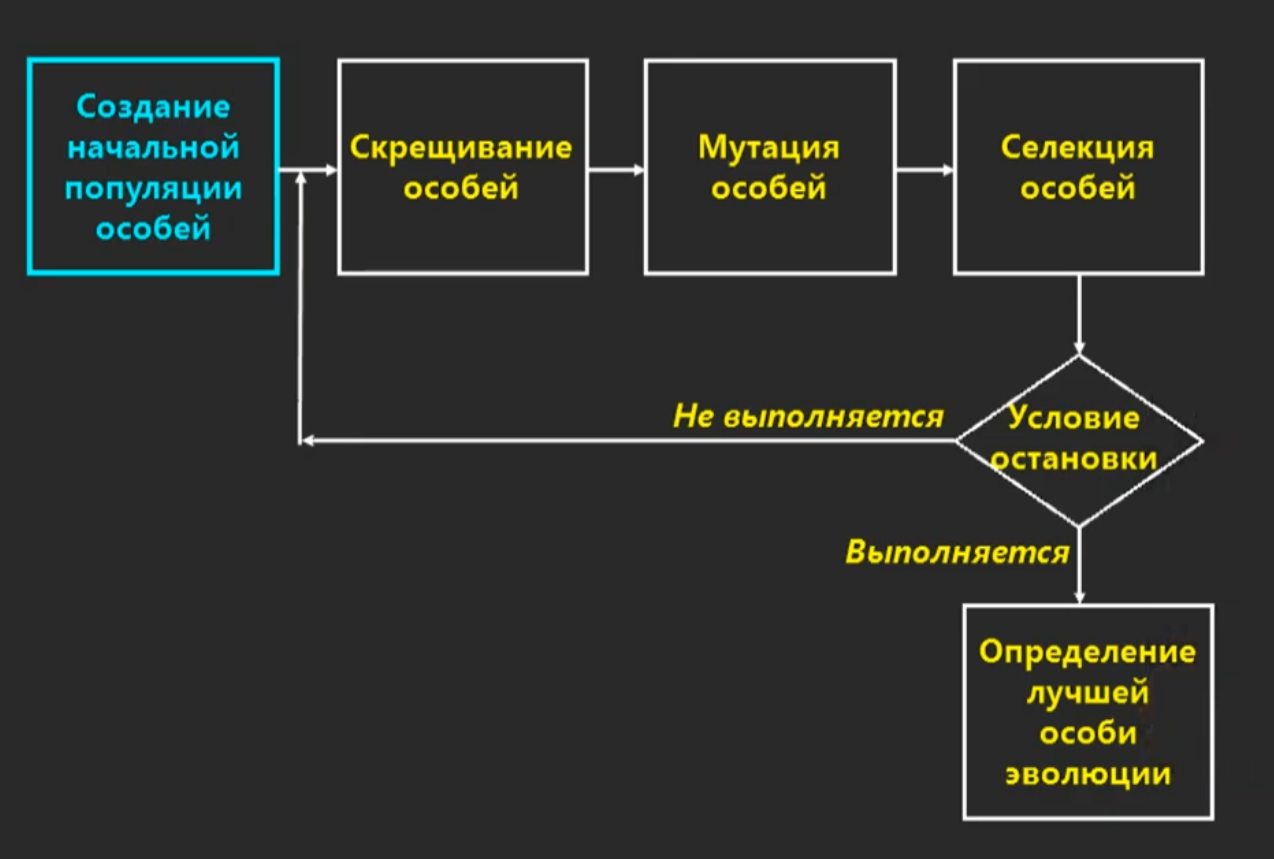 Создание
начальной
популяции
особей
Скрещивание
особей
Мутация
особей
Селекция
особей
Не выполняется
Условие
остановки
Выполняется
Определение
лучшей
особи
эволюции